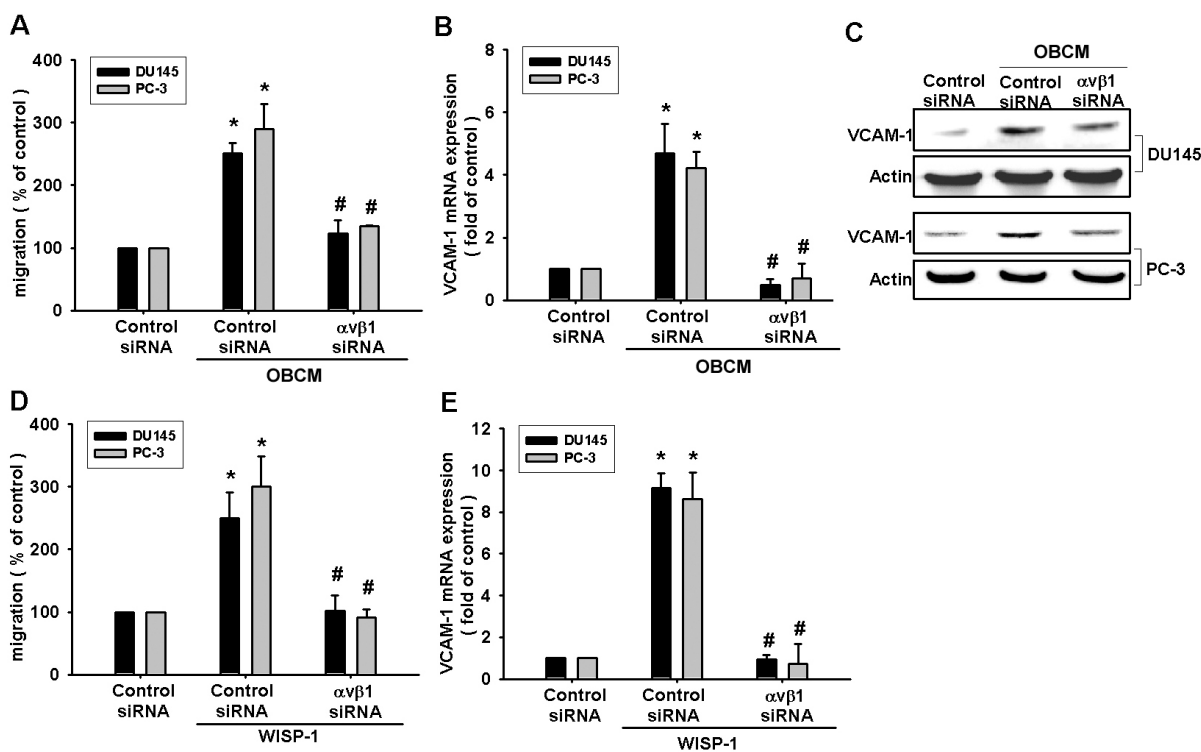 A
migration ( % of control)
400
300
200
100
0
DU145
PC-3
*
*
#
#
Control
siRNA
Control
siRNA
αvβ1
siRNA
OBCM
B
VCAM-1 mRNA expression
( fold of control )
8
6
4
2
0
DU145
PC-3
*
*
#
#
Control
siRNA
Control
siRNA
αvβ1
siRNA
OBCM
C
OBCM
Control
siRNA
Control
siRNA
αvβ1
siRNA
VCAM-1
Actin
DU145
VCAM-1
Actin
PC-3
D
migration ( % of control)
400
300
200
100
0
DU145
PC-3
*
*
#
#
Control
siRNA
Control
siRNA
αvβ1
siRNA
WISP-1
E
VCAM-1 mRNA expression
( fold of control )
12
10
8
6
4
2
0
DU145
PC-3
*
*
#
#
Control
siRNA
Control
siRNA
αvβ1
siRNA
WISP-1